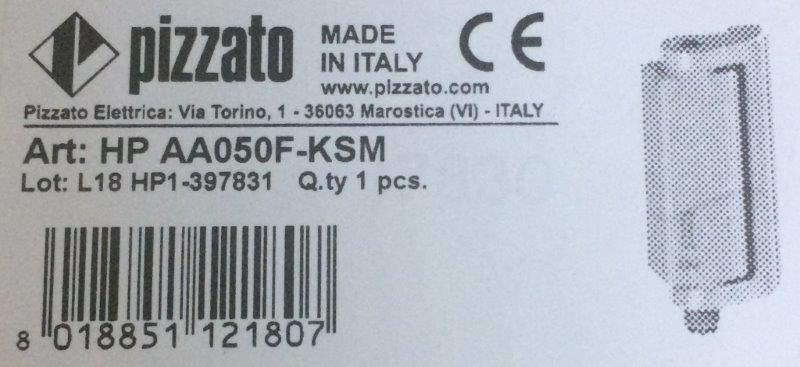 pizzato
MADE
IN ITALY
CE
www.pizzato.com
Pizzato Elettrica: Via Torino, 1 - 36063 Marostica (VI) - ITALY
Art: HP AA050F-KSM
Lot: L18 HP1-397831 Q.ty 1 pcs.
8 018851 121807